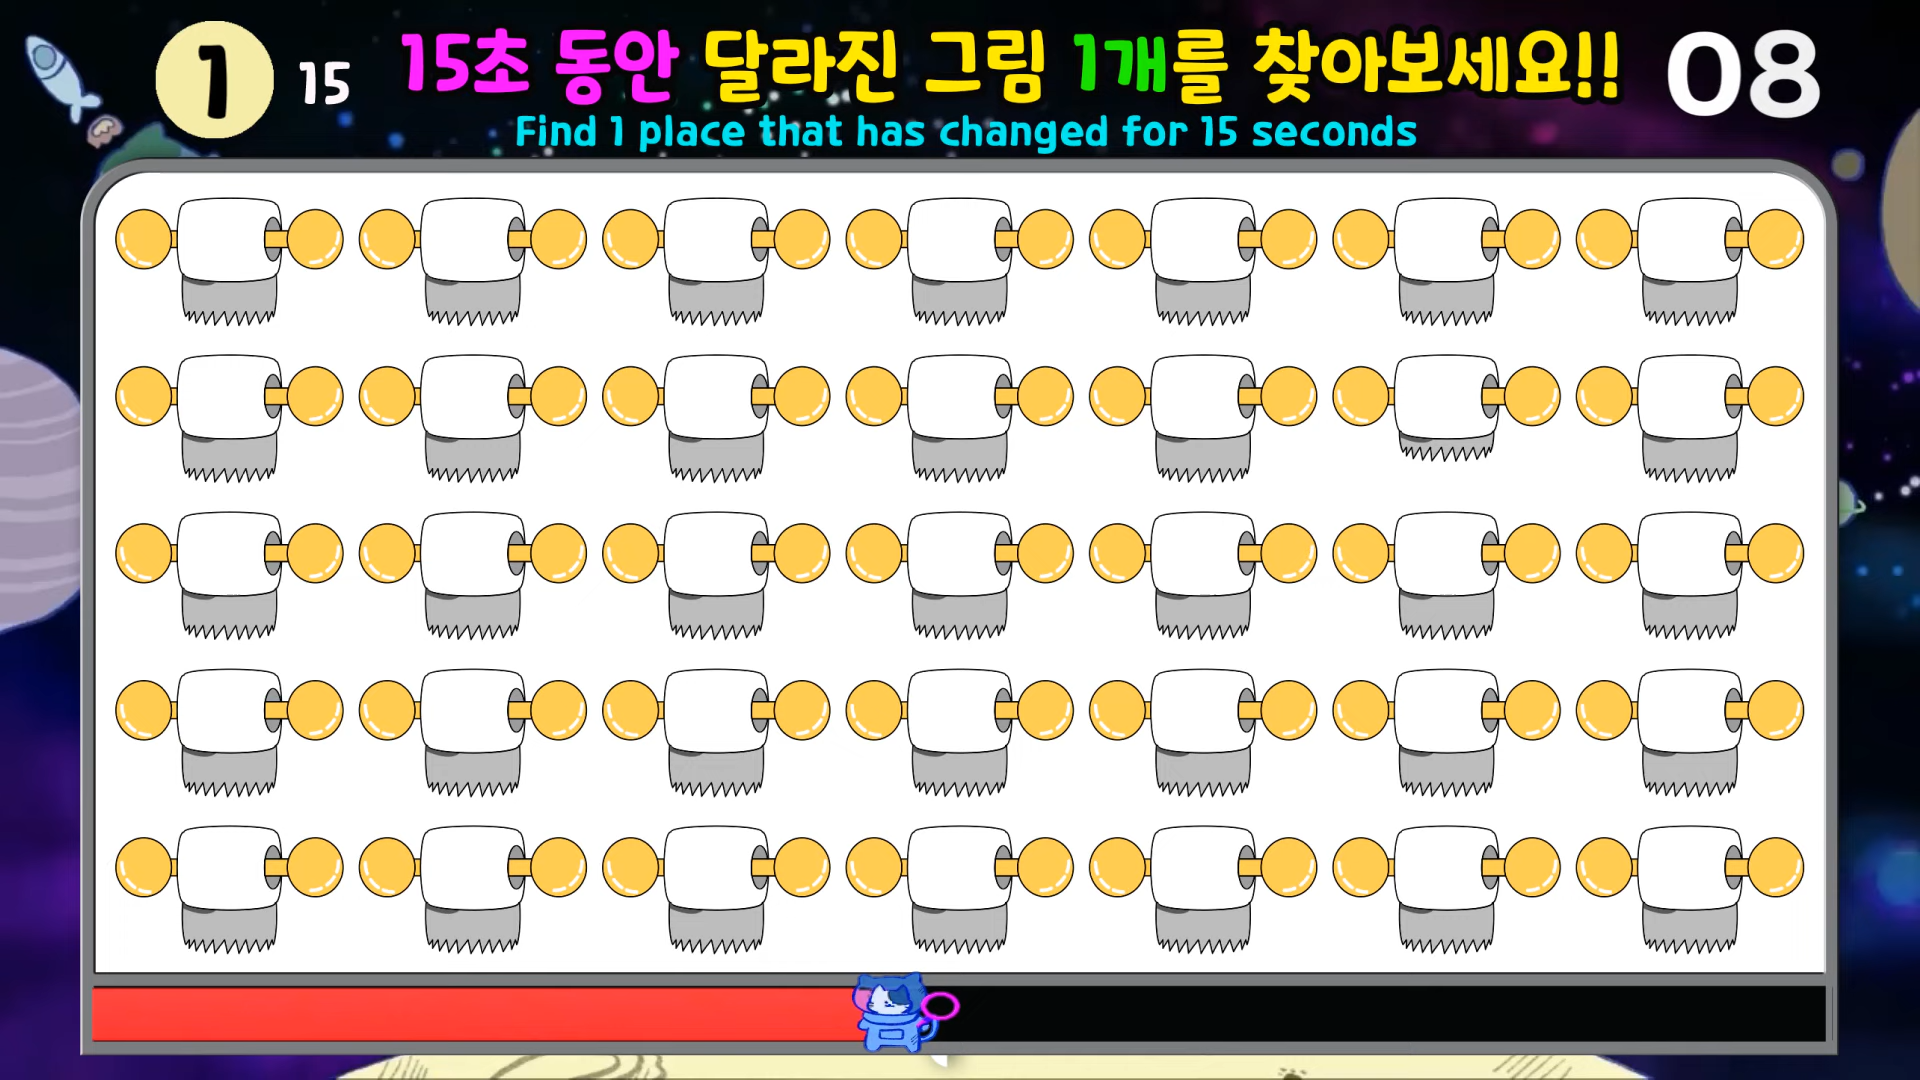 1 15 15초 동안 달라진 그림 1개를 찾아보세요!! 08
Find 1 place that has changed for 15 seconds